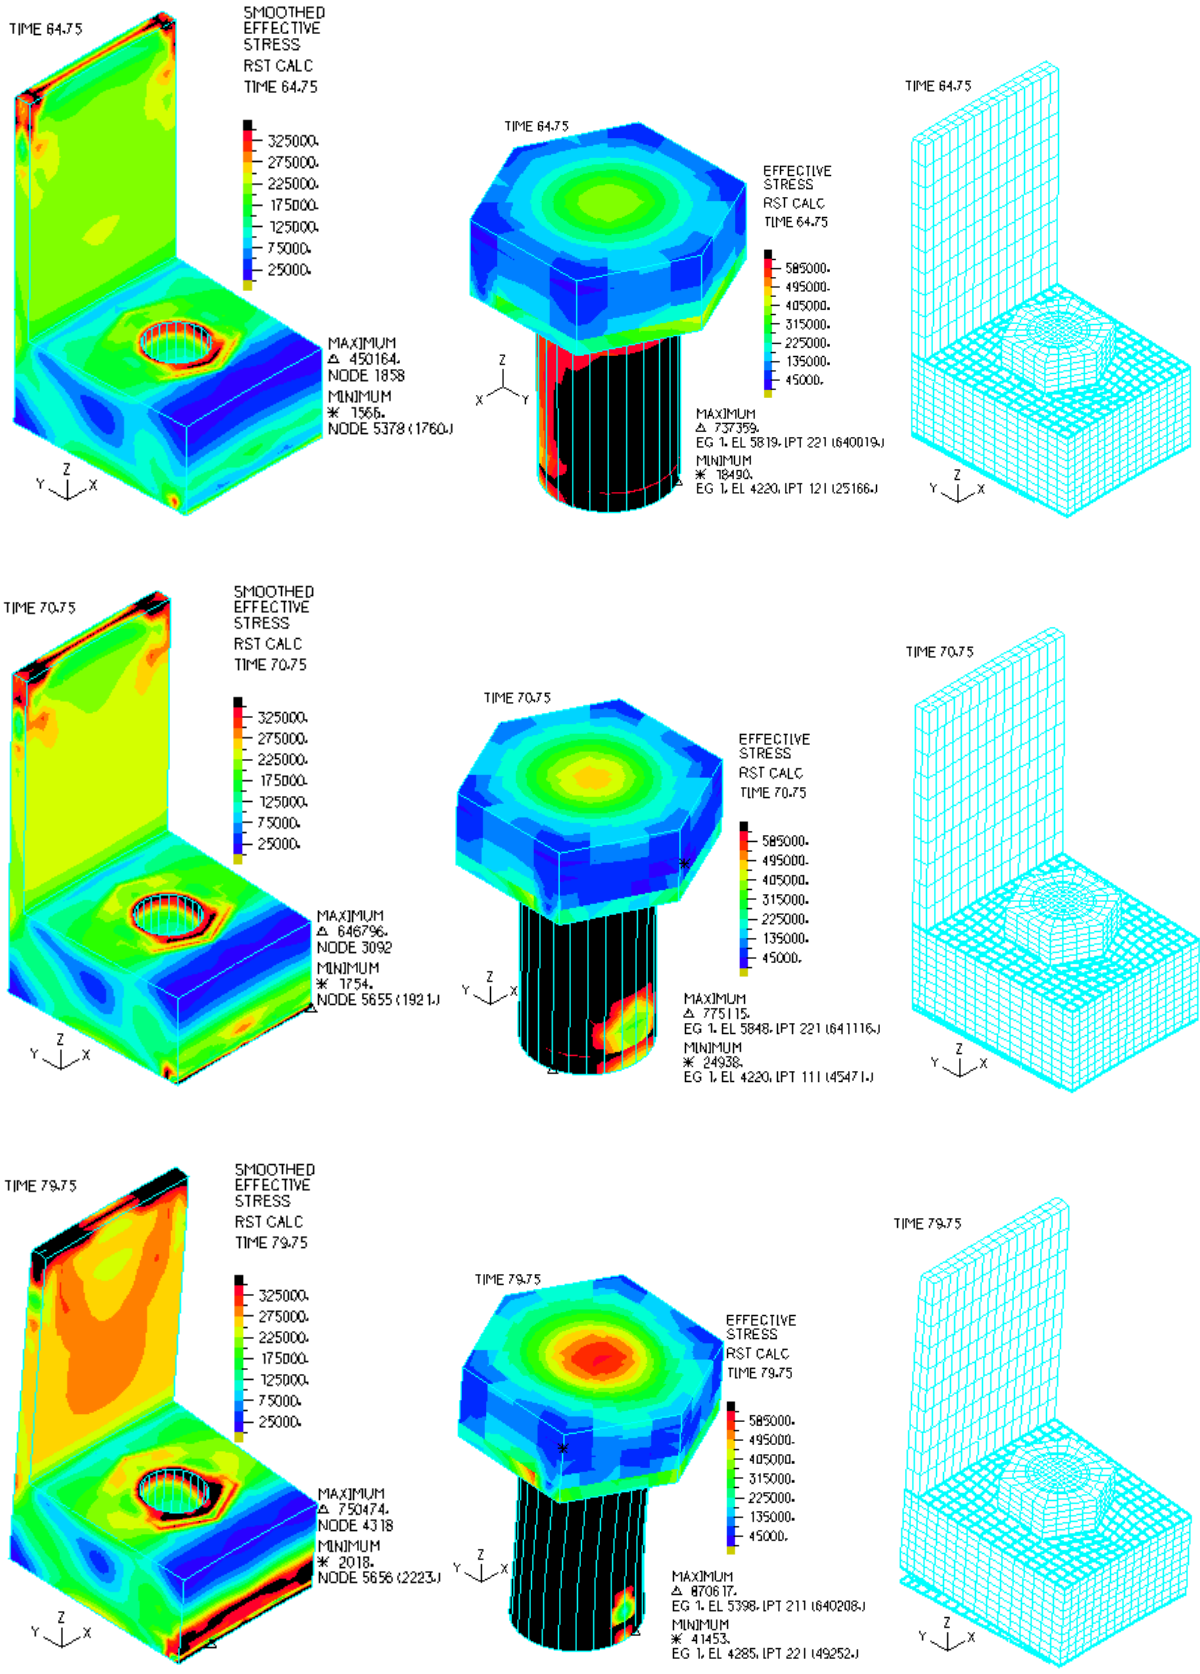 TIME 64.75
SMOOTHED
EFFECTIVE
STRESS
RST CALC
TIME 64.75
325000.
275000.
225000.
175000.
125000.
75000.
25000.
MAXIMUM
△ 450164.
NODE 1858
MINIMUM
✳ 1566.
NODE 5378 (1760.)
Z
Y X
TIME 64.75
EFFECTIVE
STRESS
RST CALC
TIME 64.75
585000.
495000.
405000.
315000.
225000.
135000.
45000.
Z
X Y
MAXIMUM
△ 737359.
EG 1, EL 5819, IPT 221 (640019.)
MINIMUM
✳ 18490.
EG 1, EL 4220, IPT 121 (25166.)
TIME 64.75
Z
Y X
TIME 70.75
SMOOTHED
EFFECTIVE
STRESS
RST CALC
TIME 70.75
325000.
275000.
225000.
175000.
125000.
75000.
25000.
MAXIMUM
△ 646796.
NODE 3092
MINIMUM
✳ 1754.
NODE 5655 (1921.)
Z
Y X
TIME 70.75
EFFECTIVE
STRESS
RST CALC
TIME 70.75
585000.
495000.
405000.
315000.
225000.
135000.
45000.
Z
Y X
MAXIMUM
△ 775115.
EG 1, EL 5848, IPT 221 (641116.)
MINIMUM
✳ 24938.
EG 1, EL 4220, IPT 111 (45471.)
TIME 70.75
Z
Y X
TIME 79.75
SMOOTHED
EFFECTIVE
STRESS
RST CALC
TIME 79.75
325000.
275000.
225000.
175000.
125000.
75000.
25000.
MAXIMUM
△ 750474.
NODE 4318
MINIMUM
✳ 2018.
NODE 5656 (2223.)
Z
Y X
TIME 79.75
EFFECTIVE
STRESS
RST CALC
TIME 79.75
585000.
495000.
405000.
315000.
225000.
135000.
45000.
Z
Y X
MAXIMUM
△ 870617.
EG 1, EL 5398, IPT 211 (640208.)
MINIMUM
✳ 41453.
EG 1, EL 4285, IPT 221 (49252.)
TIME 79.75
Z
Y X